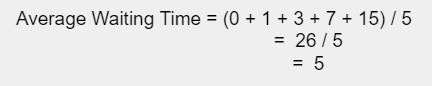 Average Waiting Time = (0 + 1 + 3 + 7 + 15) / 5
= 26 / 5
= 5